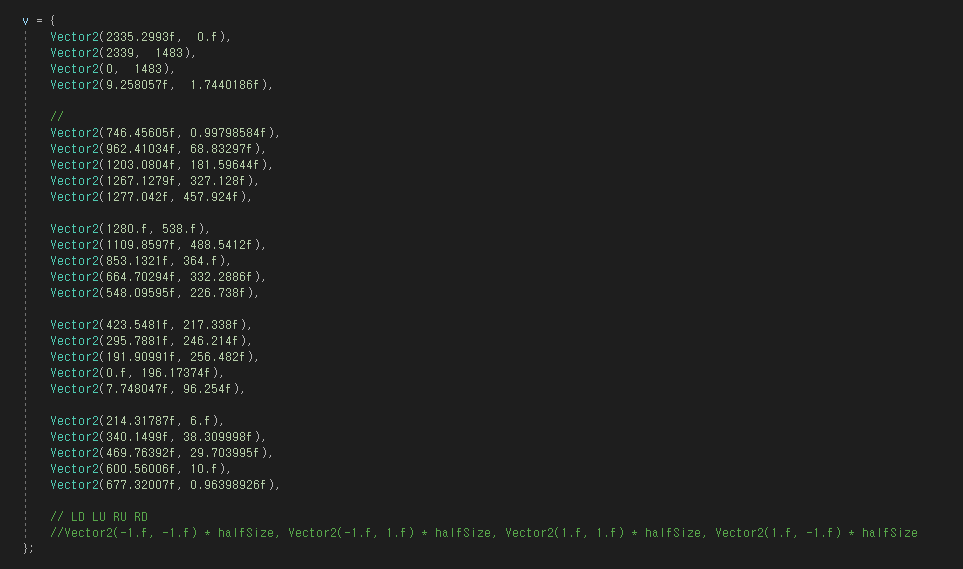 v = {
Vector2(2335.2993f,  0.f),
Vector2(2339,  1483),
Vector2(0,  1483),
Vector2(9.258057f,  1.7440186f),
//
Vector2(746.45605f, 0.99798584f),
Vector2(962.41034f, 68.83297f),
Vector2(1203.0804f, 181.59644f),
Vector2(1267.1279f, 327.128f),
Vector2(1277.042f, 457.924f),
Vector2(1280.f, 538.f),
Vector2(1109.8597f, 488.5412f),
Vector2(853.1321f, 364.f),
Vector2(664.70294f, 332.2886f),
Vector2(548.09595f, 226.738f),
Vector2(423.5481f, 217.338f),
Vector2(295.7881f, 246.214f),
Vector2(191.90991f, 256.482f),
Vector2(0.f, 196.17374f),
Vector2(7.748047f, 96.254f),
Vector2(214.31787f, 6.f),
Vector2(340.1499f, 38.309998f),
Vector2(469.76392f, 29.703995f),
Vector2(600.56006f, 10.f),
Vector2(677.32007f, 0.96398926f),
// LD LU RU RD
//Vector2(-1.f, -1.f) * halfSize, Vector2(-1.f, 1.f) * halfSize, Vector2(1.f, 1.f) * halfSize, Vector2(1.f, -1.f) * halfSize
};